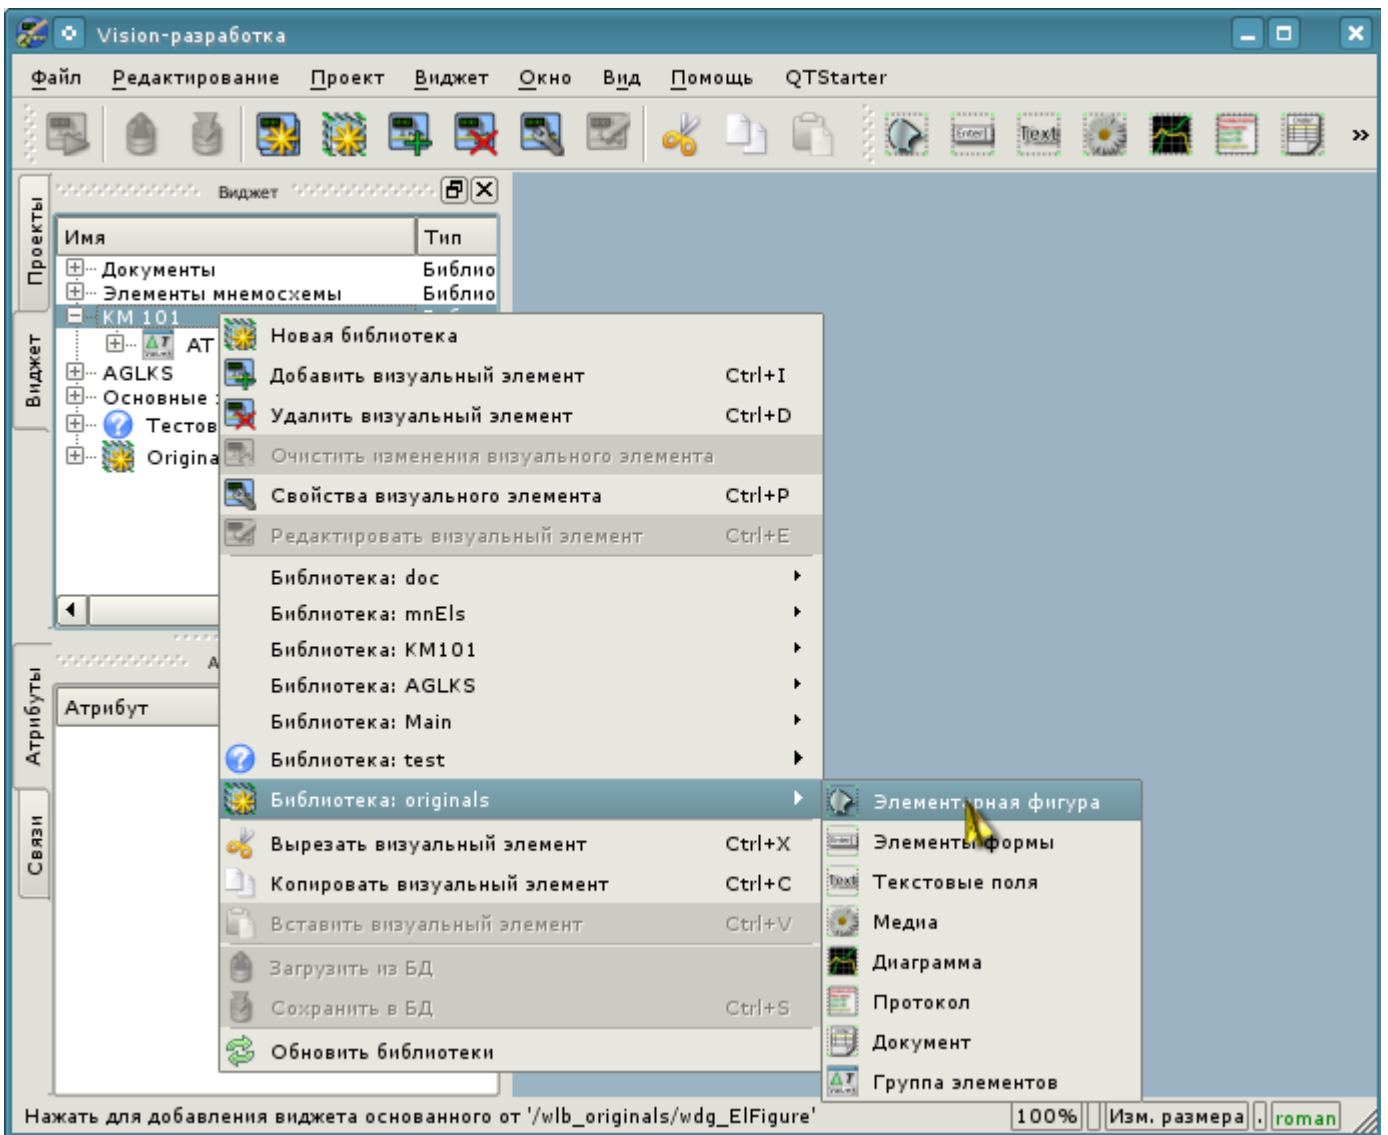 Vision-разработка
Файл Редактирование Проект Виджет Окно Вид Помощь QTStarter
Enter Text
Виджет
Проекты
Виджет
Имя Тип
Документы Библио
Элементы мнемосхемы Библио
КМ 101
АТ
AGLKS
Основные
Тестов
Origina
Новая библиотека
Добавить визуальный элемент Ctrl+I
Удалить визуальный элемент Ctrl+D
Очистить изменения визуального элемента
Свойства визуального элемента Ctrl+P
Редактировать визуальный элемент Ctrl+E
Библиотека: doc
Библиотека: mnEls
Библиотека: KM101
Библиотека: AGLKS
Библиотека: Main
Библиотека: test
Библиотека: originals
Вырезать визуальный элемент Ctrl+X
Копировать визуальный элемент Ctrl+C
Вставить визуальный элемент Ctrl+V
Загрузить из БД
Сохранить в БД Ctrl+S
Обновить библиотеки
Элементарная фигура
Элементы формы
Текстовые поля
Медиа
Диаграмма
Протокол
Документ
Группа элементов
Атрибуты
Связи
А
Атрибут
Нажать для добавления виджета основанного от '/wlb_originals/wdg_ElFigure' 100% Изм. размера . roman